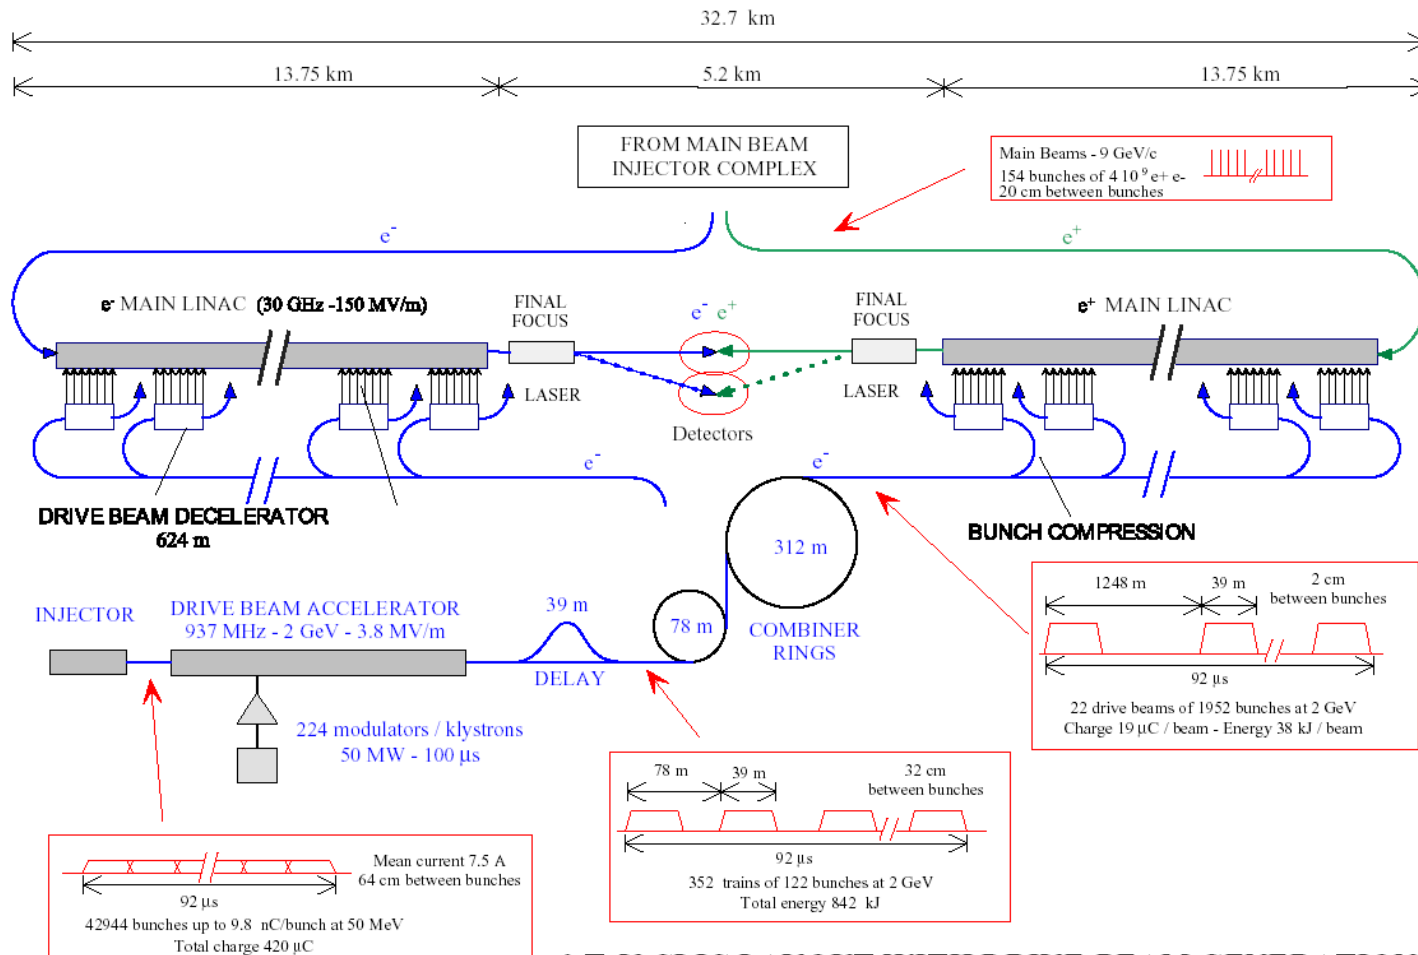 32.7 km
13.75 km
5.2 km
13.75 km
FROM MAIN BEAM
INJECTOR COMPLEX
Main Beams - 9 GeV/c
154 bunches of 4 10⁹ e+ e-
20 cm between bunches
e⁻
e⁺
e⁻ MAIN LINAC (30 GHz -150 MV/m)
FINAL
FOCUS
e⁻ e⁺
FINAL
FOCUS
e⁺ MAIN LINAC
LASER
LASER
Detectors
e⁻
e⁻
DRIVE BEAM DECELERATOR
624 m
BUNCH COMPRESSION
312 m
78 m
COMBINER
RINGS
INJECTOR
DRIVE BEAM ACCELERATOR
937 MHz - 2 GeV - 3.8 MV/m
39 m
DELAY
224 modulators / klystrons
50 MW - 100 µs
1248 m
39 m
2 cm
between bunches
92 µs
22 drive beams of 1952 bunches at 2 GeV
Charge 19 µC / beam - Energy 38 kJ / beam
78 m
39 m
32 cm
between bunches
92 µs
352 trains of 122 bunches at 2 GeV
Total energy 842 kJ
Mean current 7.5 A
64 cm between bunches
92 µs
42944 bunches up to 9.8 nC/bunch at 50 MeV
Total charge 420 µC